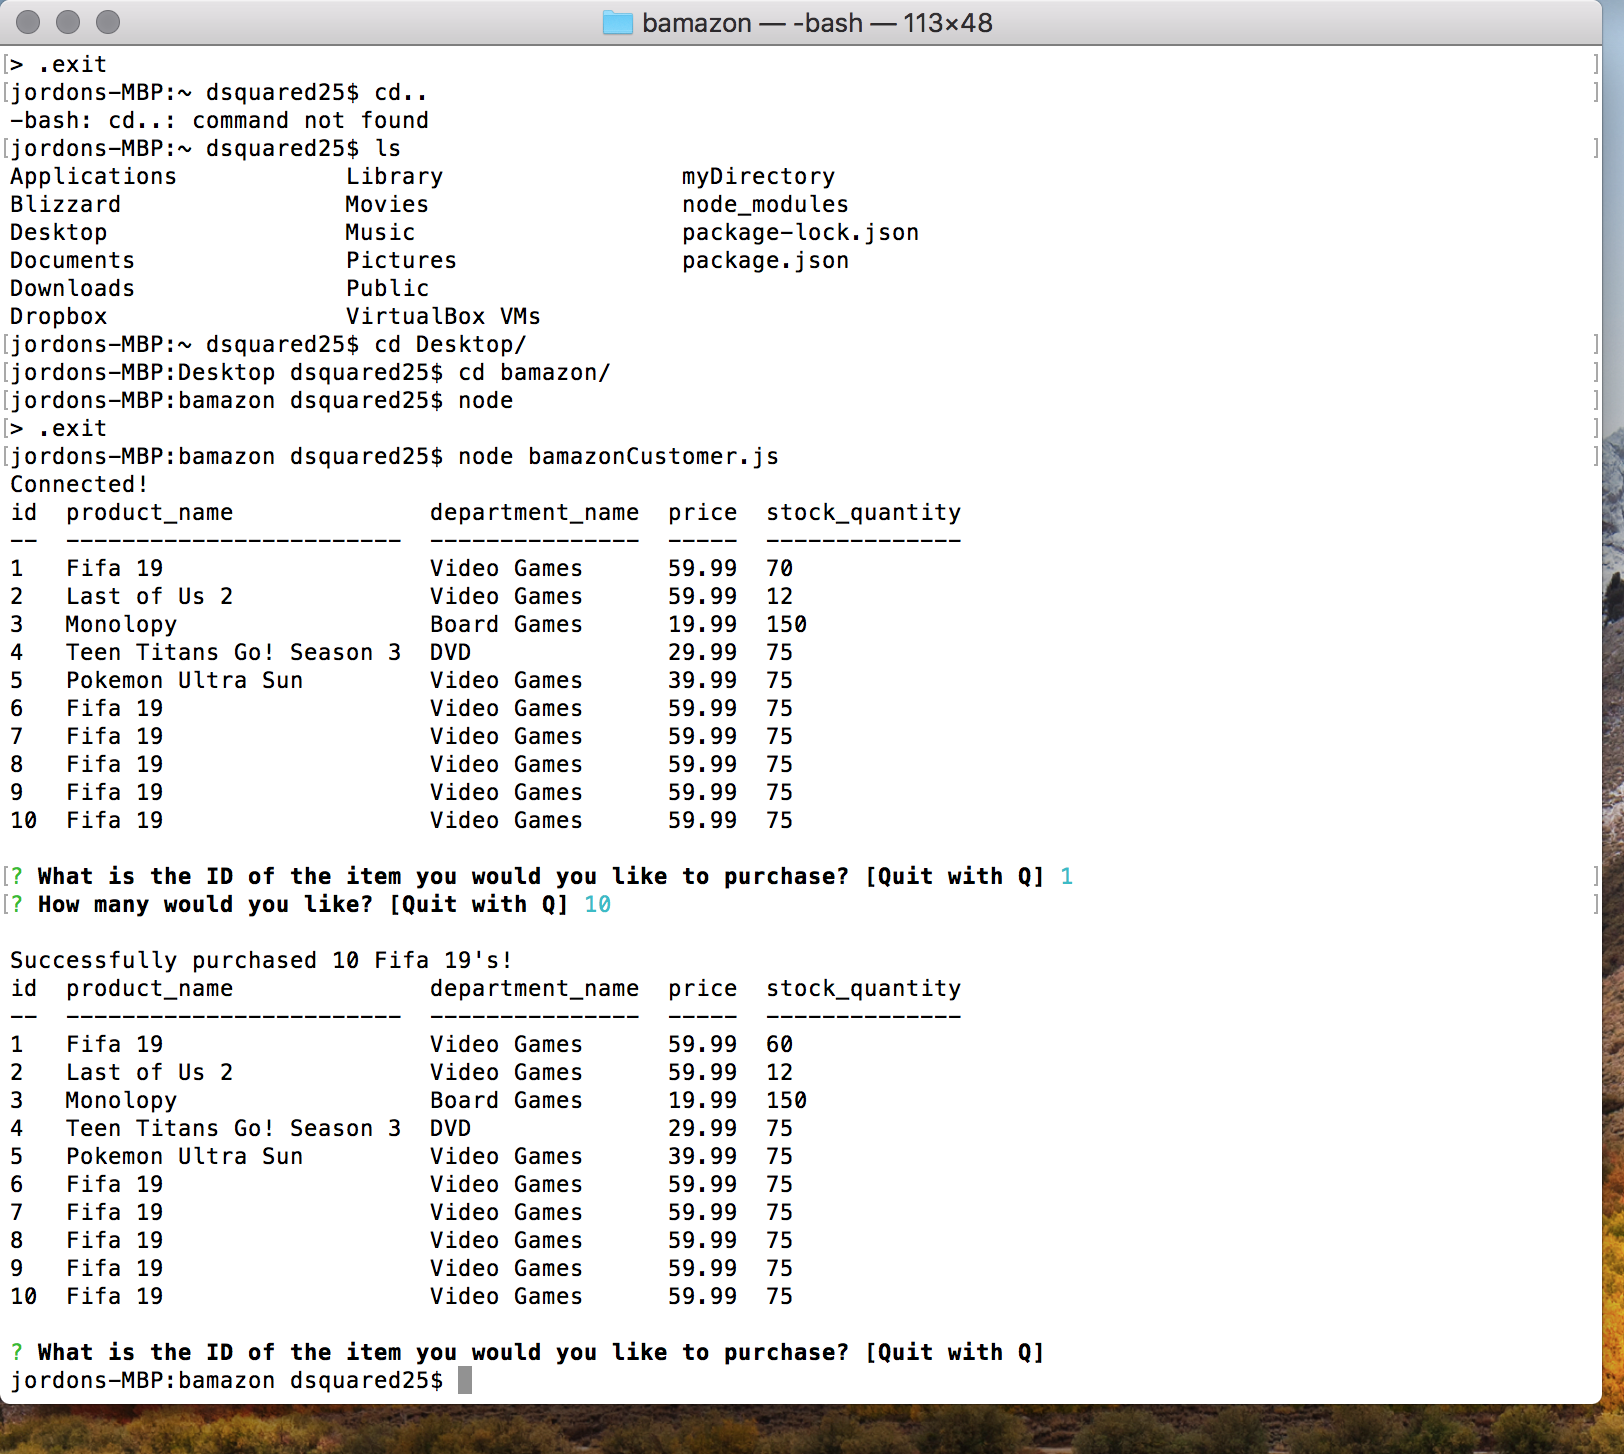 bamazon — -bash — 113×48
[> .exit ]
[jordons-MBP:~ dsquared25$ cd.. ]
-bash: cd..: command not found
[jordons-MBP:~ dsquared25$ ls ]
Applications Library myDirectory
Blizzard Movies node_modules
Desktop Music package-lock.json
Documents Pictures package.json
Downloads Public
Dropbox VirtualBox VMs
[jordons-MBP:~ dsquared25$ cd Desktop/ ]
[jordons-MBP:Desktop dsquared25$ cd bamazon/ ]
[jordons-MBP:bamazon dsquared25$ node ]
[> .exit ]
[jordons-MBP:bamazon dsquared25$ node bamazonCustomer.js ]
Connected!
id product_name department_name price stock_quantity
-- ------------------------ --------------- ----- --------------
1 Fifa 19 Video Games 59.99 70
2 Last of Us 2 Video Games 59.99 12
3 Monolopy Board Games 19.99 150
4 Teen Titans Go! Season 3 DVD 29.99 75
5 Pokemon Ultra Sun Video Games 39.99 75
6 Fifa 19 Video Games 59.99 75
7 Fifa 19 Video Games 59.99 75
8 Fifa 19 Video Games 59.99 75
9 Fifa 19 Video Games 59.99 75
10 Fifa 19 Video Games 59.99 75
[? What is the ID of the item you would you like to purchase? [Quit with Q] 1 ]
[? How many would you like? [Quit with Q] 10 ]
Successfully purchased 10 Fifa 19's!
id product_name department_name price stock_quantity
-- ------------------------ --------------- ----- --------------
1 Fifa 19 Video Games 59.99 60
2 Last of Us 2 Video Games 59.99 12
3 Monolopy Board Games 19.99 150
4 Teen Titans Go! Season 3 DVD 29.99 75
5 Pokemon Ultra Sun Video Games 39.99 75
6 Fifa 19 Video Games 59.99 75
7 Fifa 19 Video Games 59.99 75
8 Fifa 19 Video Games 59.99 75
9 Fifa 19 Video Games 59.99 75
10 Fifa 19 Video Games 59.99 75
? What is the ID of the item you would you like to purchase? [Quit with Q]
jordons-MBP:bamazon dsquared25$